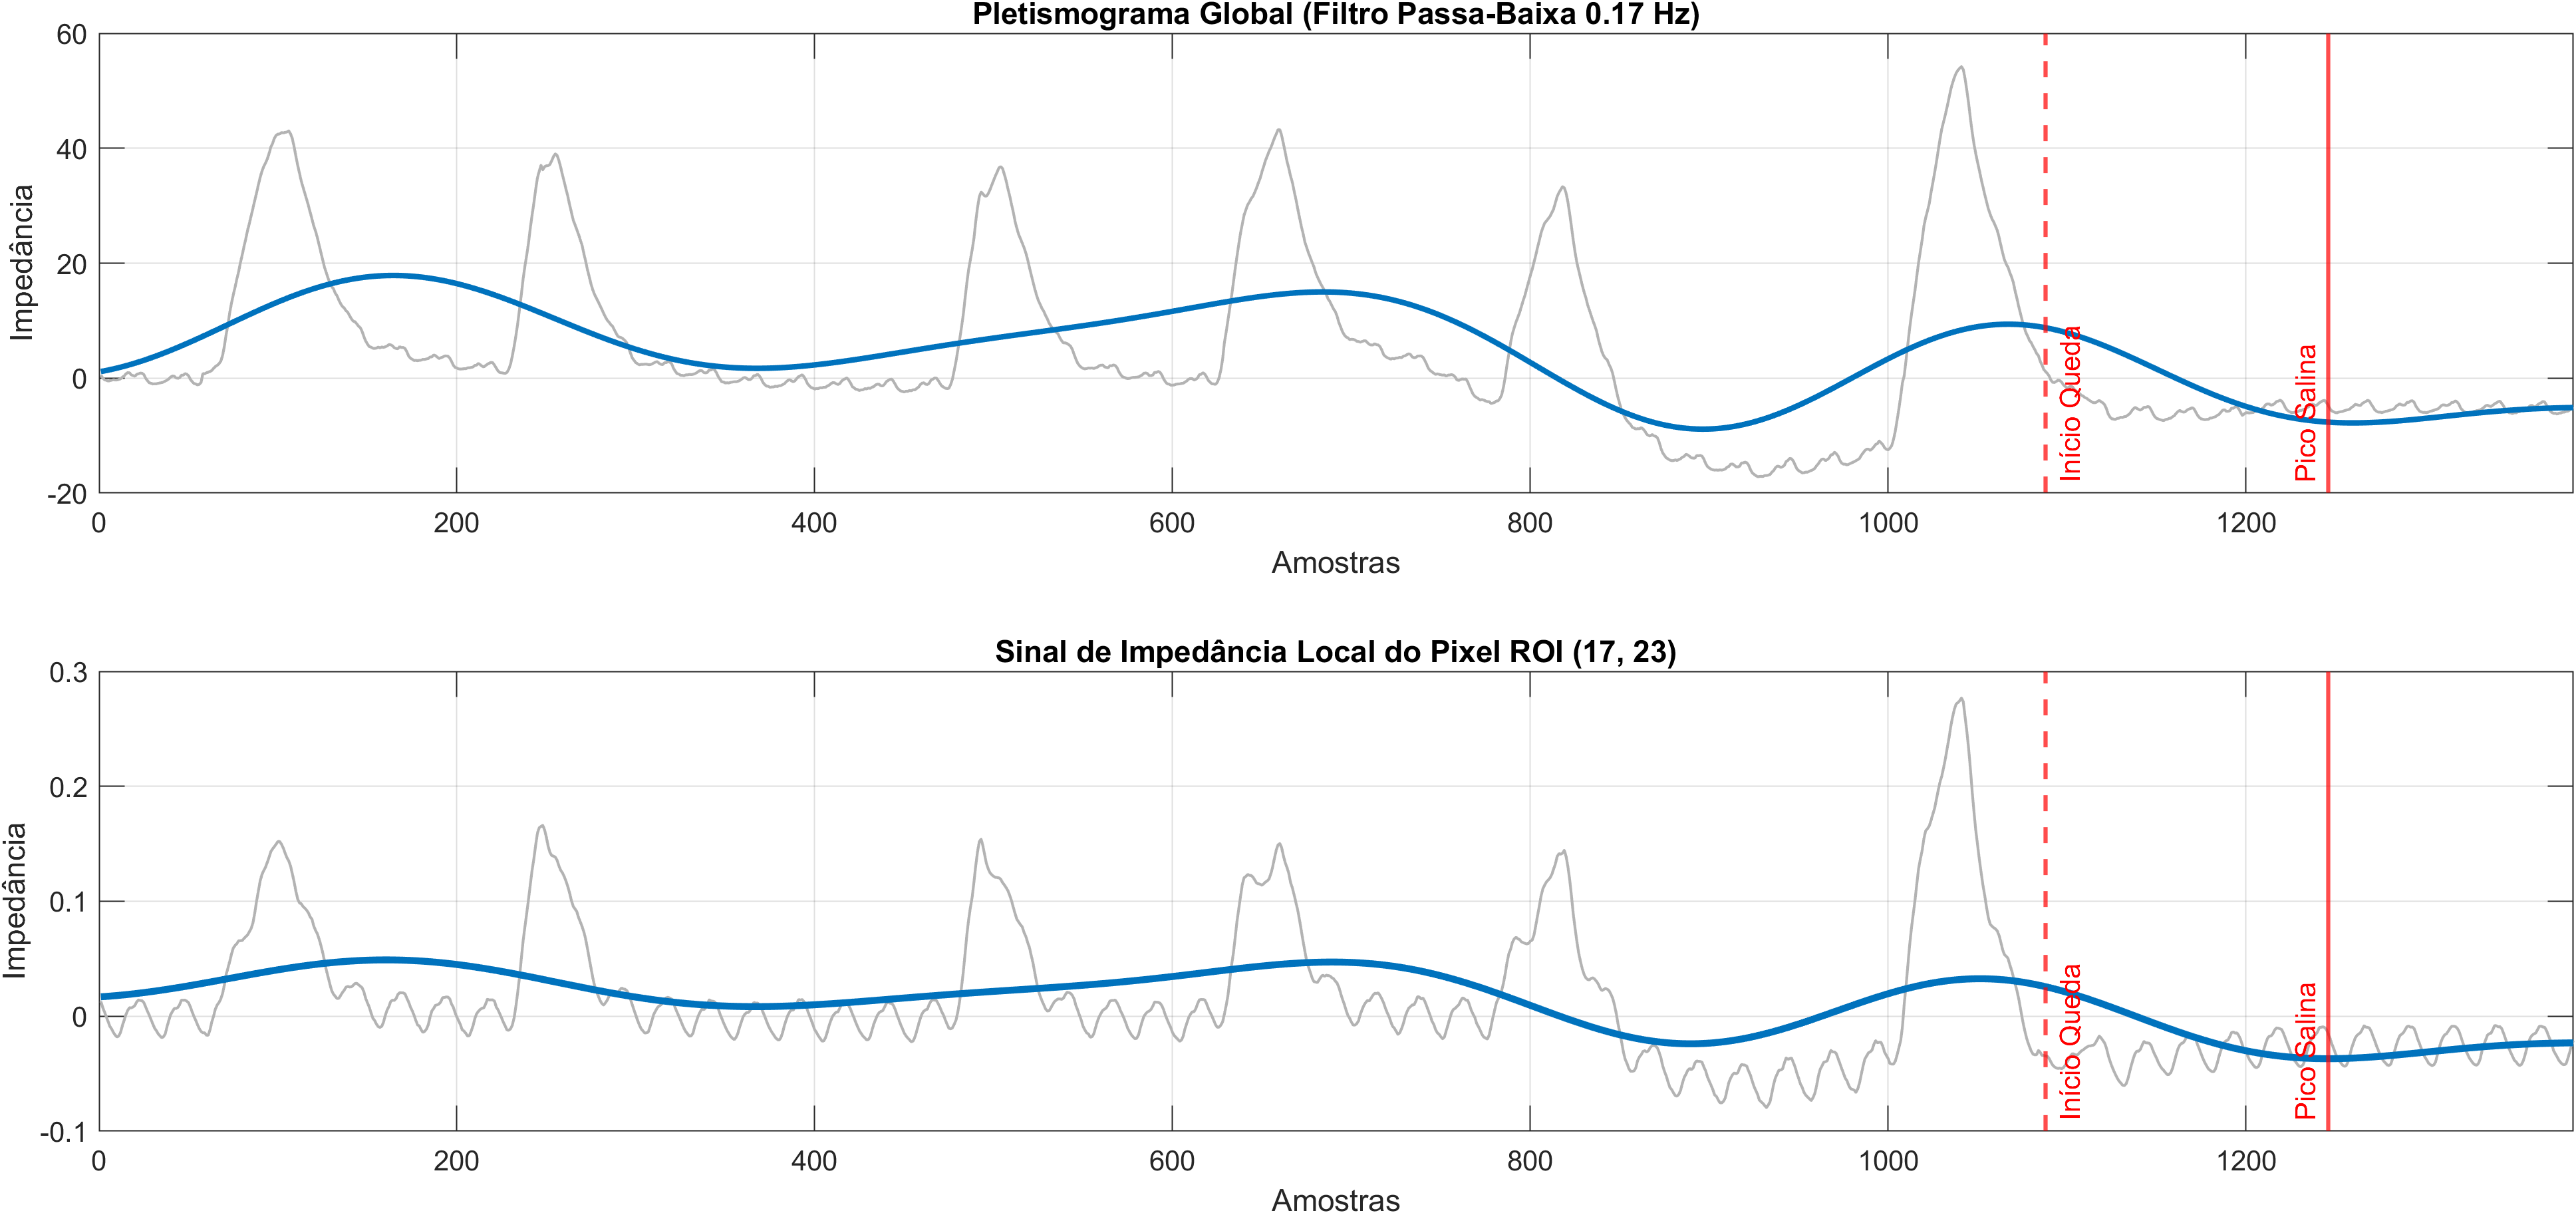 Pletismograma Global (Filtro Passa-Baixa 0.17 Hz)
60
40
20
0
-20
Impedância
0 200 400 600 800 1000 1200
Amostras
Início Queda
Pico Salina
Sinal de Impedância Local do Pixel ROI (17, 23)
0.3
0.2
0.1
0
-0.1
Impedância
0 200 400 600 800 1000 1200
Amostras
Início Queda
Pico Salina